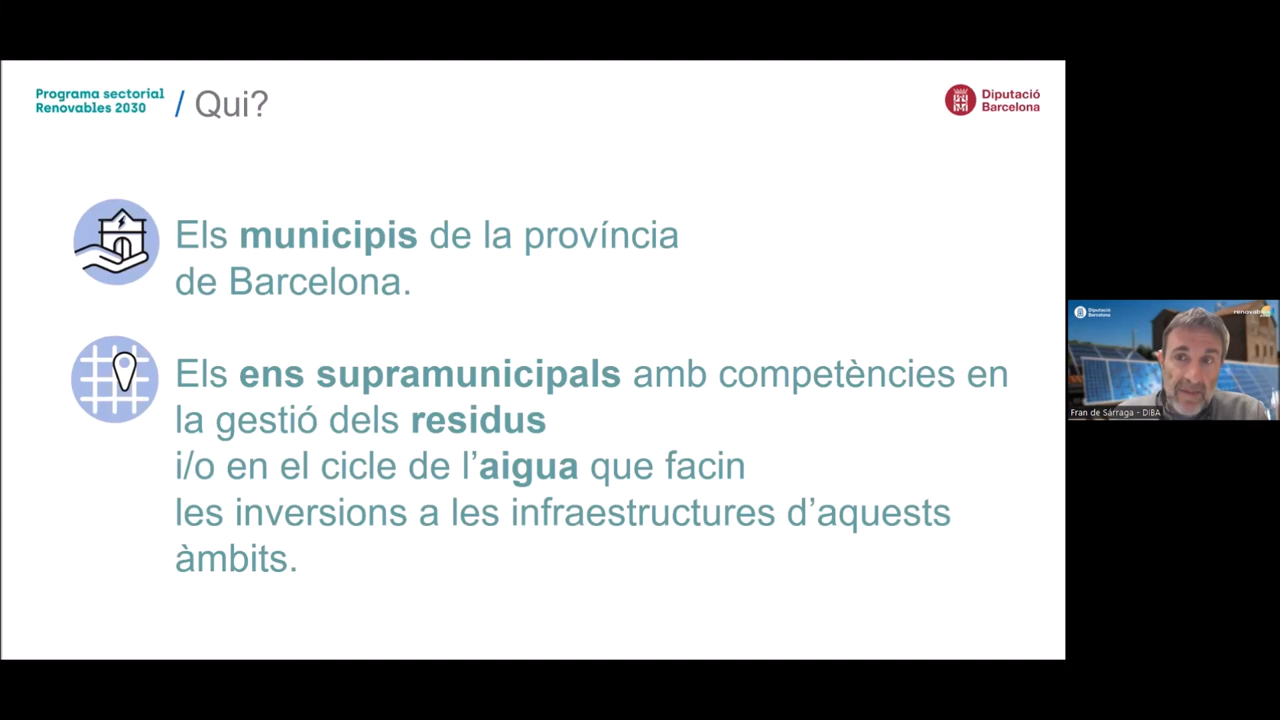 Programa sectorial
Renovables 2030
/ Qui?
Diputació
Barcelona
Els municipis de la província
de Barcelona.
Els ens supramunicipals amb competències en
la gestió dels residus
i/o en el cicle de l’aigua que facin
les inversions a les infraestructures d’aquests
àmbits.
Diputació
Barcelona
renovables
Fran de Sárraga - DIBA